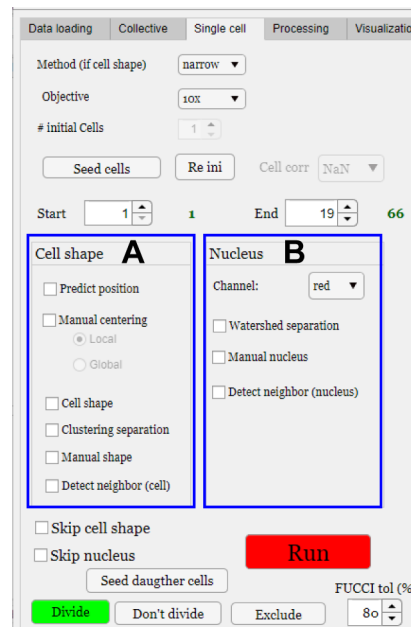 Data loading Collective Single cell Processing Visualizatio
Method (if cell shape) narrow
Objective 10x
# initial Cells 1
Seed cells Re ini Cell corr NaN
Start 1 1 End 19 66
Cell shape A Nucleus B
Predict position Channel: red
Manual centering Watershed separation
Local Manual nucleus
Global
Cell shape Detect neighbor (nucleus)
Clustering separation
Manual shape
Detect neighbor (cell)
Skip cell shape
Skip nucleus Run
Seed daugther cells
FUCCI tol (%
Divide Don't divide Exclude 80